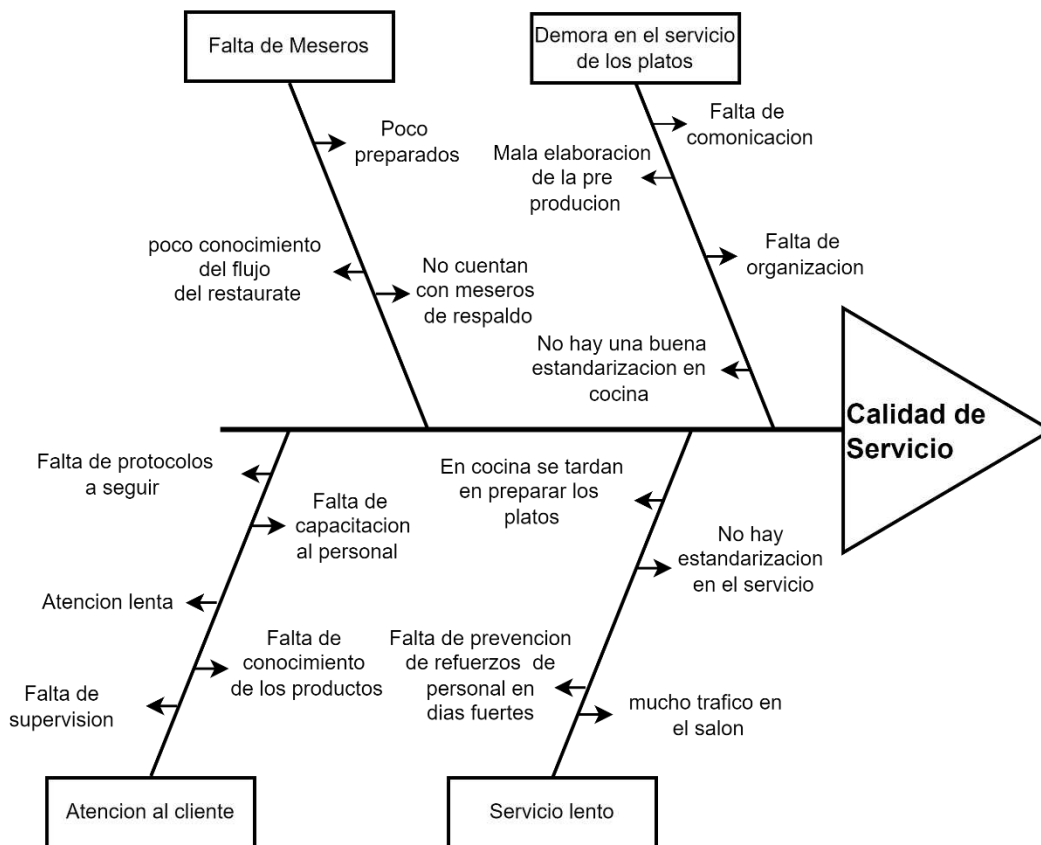 Falta de Meseros
Poco
preparados
poco conocimiento
del flujo
del restaurate
No cuentan
con meseros
de respaldo
Demora en el servicio
de los platos
Falta de
comonicacion
Mala elaboracion
de la pre
producion
Falta de
organizacion
No hay una buena
estandarizacion en
cocina
Calidad de
Servicio
Falta de protocolos
a seguir
Falta de
capacitacion
al personal
Atencion lenta
Falta de
conocimiento
de los productos
Falta de
supervision
Atencion al cliente
En cocina se tardan
en preparar los
platos
No hay
estandarizacion
en el servicio
Falta de prevencion
de refuerzos de
personal en
dias fuertes
mucho trafico en
el salon
Servicio lento